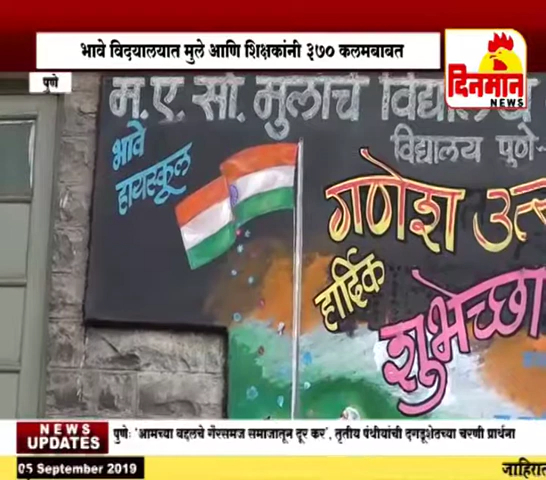 भावे विदयालयात मुले आणि शिक्षकांनी ३७० कलमबाबत
दिनमान
NEWS
पुणे
म. ए. सो. मुलांचे विद्यालय
भावे
हायस्कूल
विद्यालय पुणे-
गणेश उत्स
हार्दिक
शुभेच्छा
NEWS
UPDATES
पुणे: 'आमच्या बद्दलचे गैरसमज समाजातून दूर कर', तृतीय पंथीयांची दगडूशेठच्या चरणी प्रार्थना
05 September 2019
जाहिरात